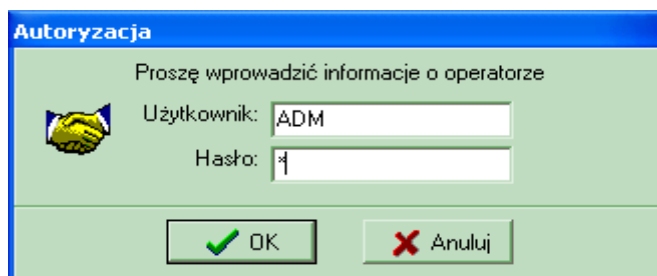 Autoryzacja
Proszę wprowadzić informacje o operatorze
Użytkownik: ADM
Hasło: *
OK Anuluj